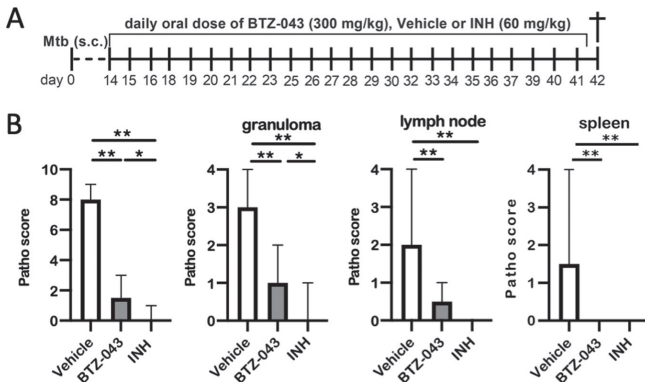 A
daily oral dose of BTZ-043 (300 mg/kg), Vehicle or INH (60 mg/kg)
Mtb (s.c.)
day 0 14 15 16 18 19 20 21 22 23 25 26 27 28 29 30 32 33 34 35 36 37 39 40 41 42
B
**
** *
Patho score
10
8
6
4
2
0
Vehicle
BTZ-043
INH
granuloma
**
** *
Patho score
4
3
2
1
0
Vehicle
BTZ-043
INH
lymph node
**
**
Patho score
4
3
2
1
0
Vehicle
BTZ-043
INH
spleen
**
**
Patho score
4
3
2
1
0
Vehicle
BTZ-043
INH